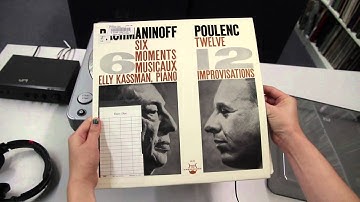 RACHMANINOFF
SIX
6
MOMENTS
MUSICAUX
ELLY KASSMAN, PIANO
POULENC
TWELVE
12
IMPROVISATIONS